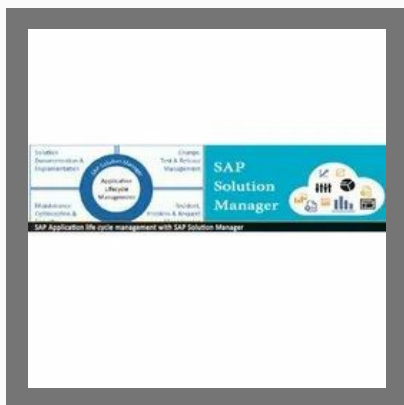 Solution
Documentation &
Implementation
Change,
Test & Release
Management
SAP Solution Manager
Application
Lifecycle
Management
Maintenance
Optimization &
Incident,
Problem & Request
SAP
Solution
Manager
SAP Application life cycle management with SAP Solution Manager